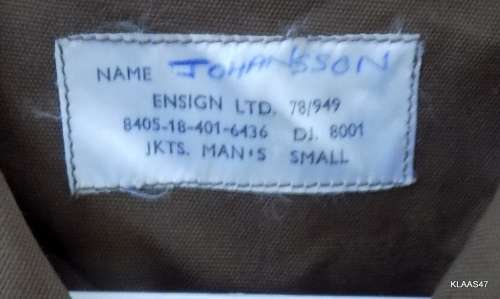 NAME JOHANSSON
ENSIGN LTD. 78/949
8405-18-401-6436 DJ. 8001
JKTS. MAN'S SMALL
KLAAS47